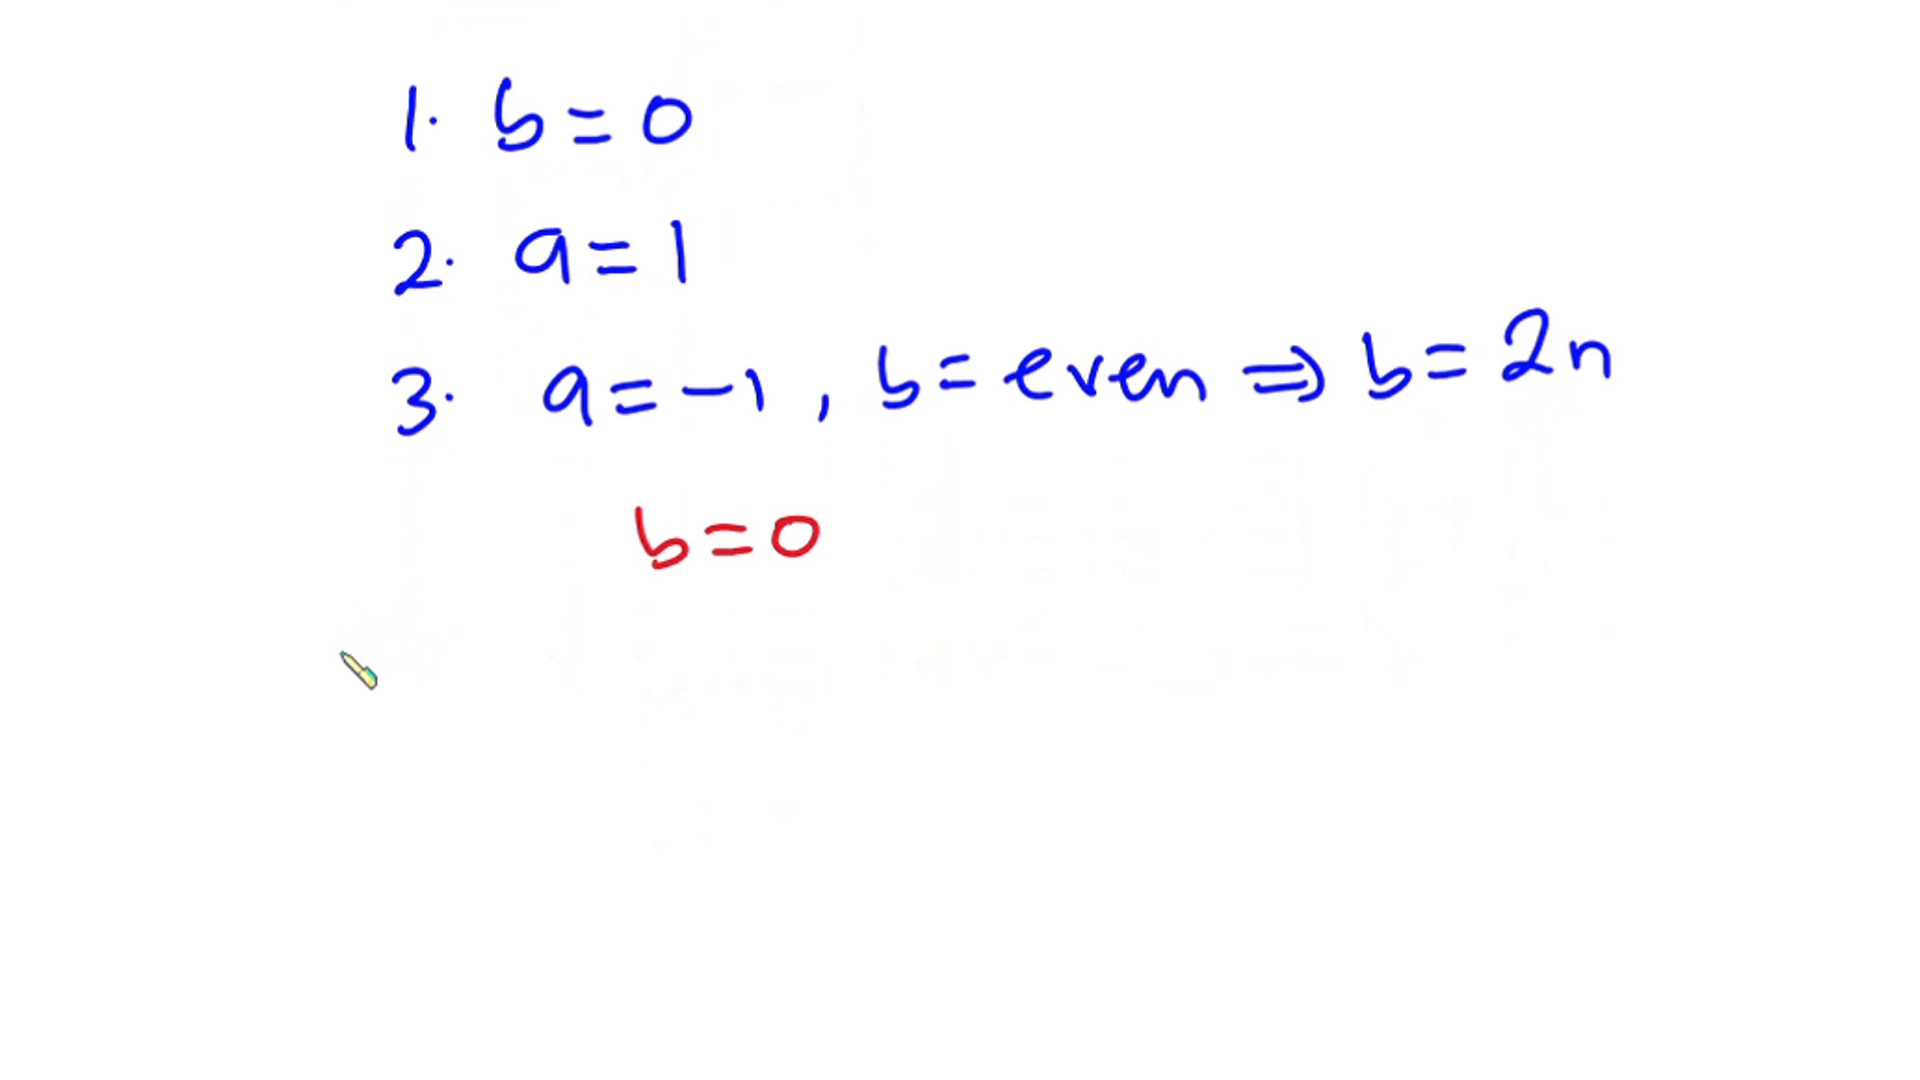 1. b = 0
2. a = 1
3. a = -1, b = even ⇒ b = 2n
b = 0